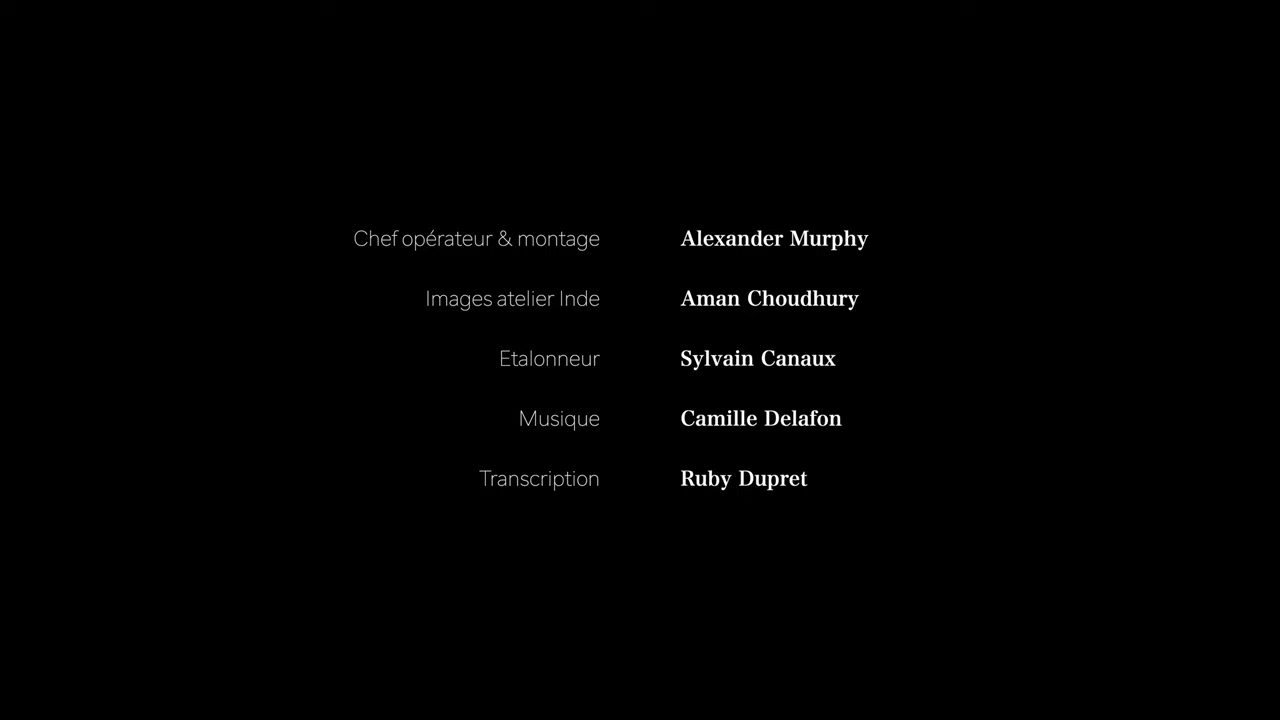 Chef opérateur & montage Alexander Murphy
Images atelier Inde Aman Choudhury
Etalonneur Sylvain Canaux
Musique Camille Delafon
Transcription Ruby Dupret